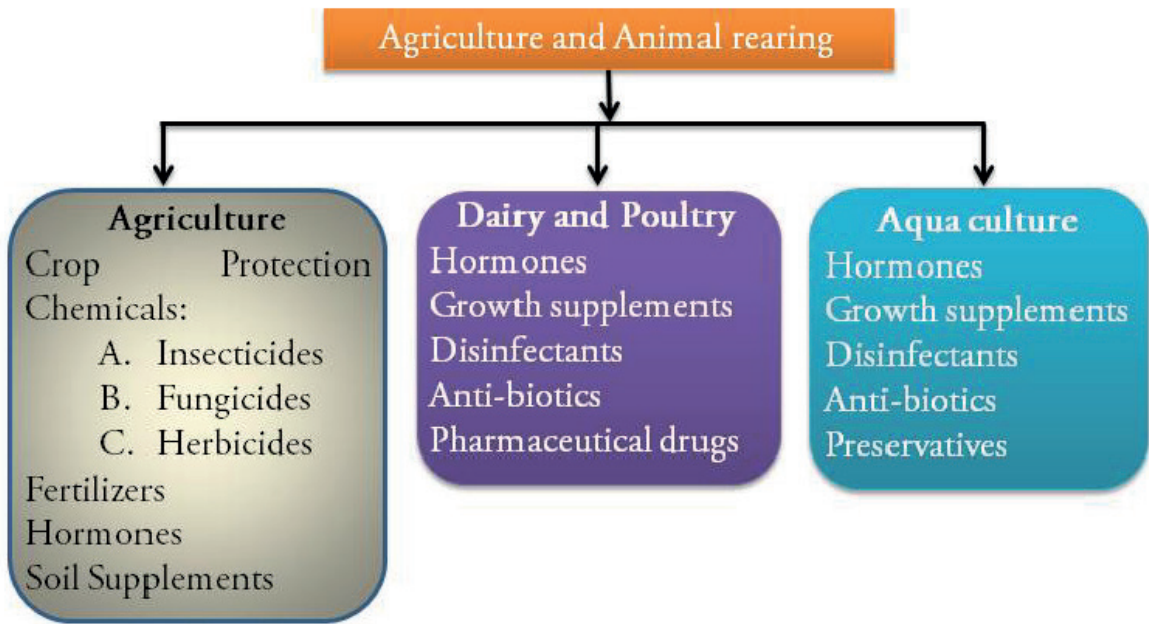 Agriculture and Animal rearing
Agriculture
Crop Protection
Chemicals:
A. Insecticides
B. Fungicides
C. Herbicides
Fertilizers
Hormones
Soil Supplements
Dairy and Poultry
Hormones
Growth supplements
Disinfectants
Anti-biotics
Pharmaceutical drugs
Aqua culture
Hormones
Growth supplements
Disinfectants
Anti-biotics
Preservatives